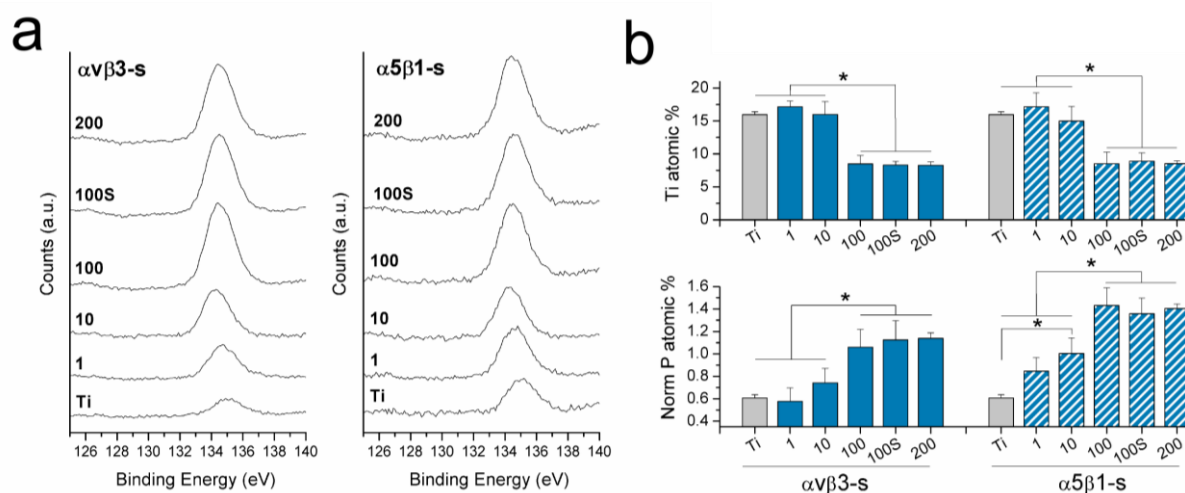 a
αvβ3-s
200
100S
100
10
1
Ti
Counts (a.u.)
126 128 130 132 134 136 138 140
Binding Energy (eV)
α5β1-s
200
100S
100
10
1
Ti
Counts (a.u.)
126 128 130 132 134 136 138 140
Binding Energy (eV)
b
Ti atomic %
20
15
10
5
0
* *
Ti 1 10 100 100S 200 Ti 1 10 100 100S 200
Norm P atomic %
1.6
1.4
1.2
1.0
0.8
0.6
0.4
* * *
Ti 1 10 100 100S 200 Ti 1 10 100 100S 200
αvβ3-s α5β1-s